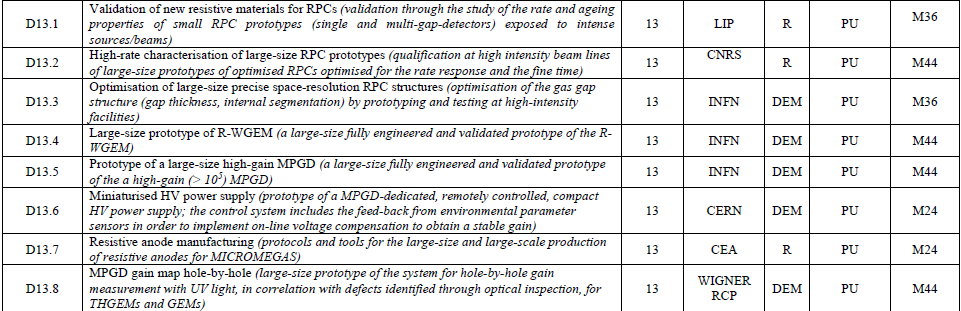 D13.1 Validation of new resistive materials for RPCs (validation through the study of the rate and ageing properties of small RPC prototypes (single and multi-gap-detectors) exposed to intense sources/beams) 13 LIP R PU M36
D13.2 High-rate characterisation of large-size RPC prototypes (qualification at high intensity beam lines of large-size prototypes of optimised RPCs optimised for the rate response and the fine time) 13 CNRS R PU M44
D13.3 Optimisation of large-size precise space-resolution RPC structures (optimisation of the gas gap structure (gap thickness, internal segmentation) by prototyping and testing at high-intensity facilities) 13 INFN DEM PU M36
D13.4 Large-size prototype of R-WGEM (a large-size fully engineered and validated prototype of the R-WGEM) 13 INFN DEM PU M44
D13.5 Prototype of a large-size high-gain MPGD (a large-size fully engineered and validated prototype of the a high-gain (> 10⁵) MPGD) 13 INFN DEM PU M44
D13.6 Miniaturised HV power supply (prototype of a MPGD-dedicated, remotely controlled, compact HV power supply; the control system includes the feed-back from environmental parameter sensors in order to implement on-line voltage compensation to obtain a stable gain) 13 CERN DEM PU M24
D13.7 Resistive anode manufacturing (protocols and tools for the large-size and large-scale production of resistive anodes for MICROMEGAS) 13 CEA R PU M24
D13.8 MPGD gain map hole-by-hole (large-size prototype of the system for hole-by-hole gain measurement with UV light, in correlation with defects identified through optical inspection, for THGEMs and GEMs) 13 WIGNER RCP DEM PU M44